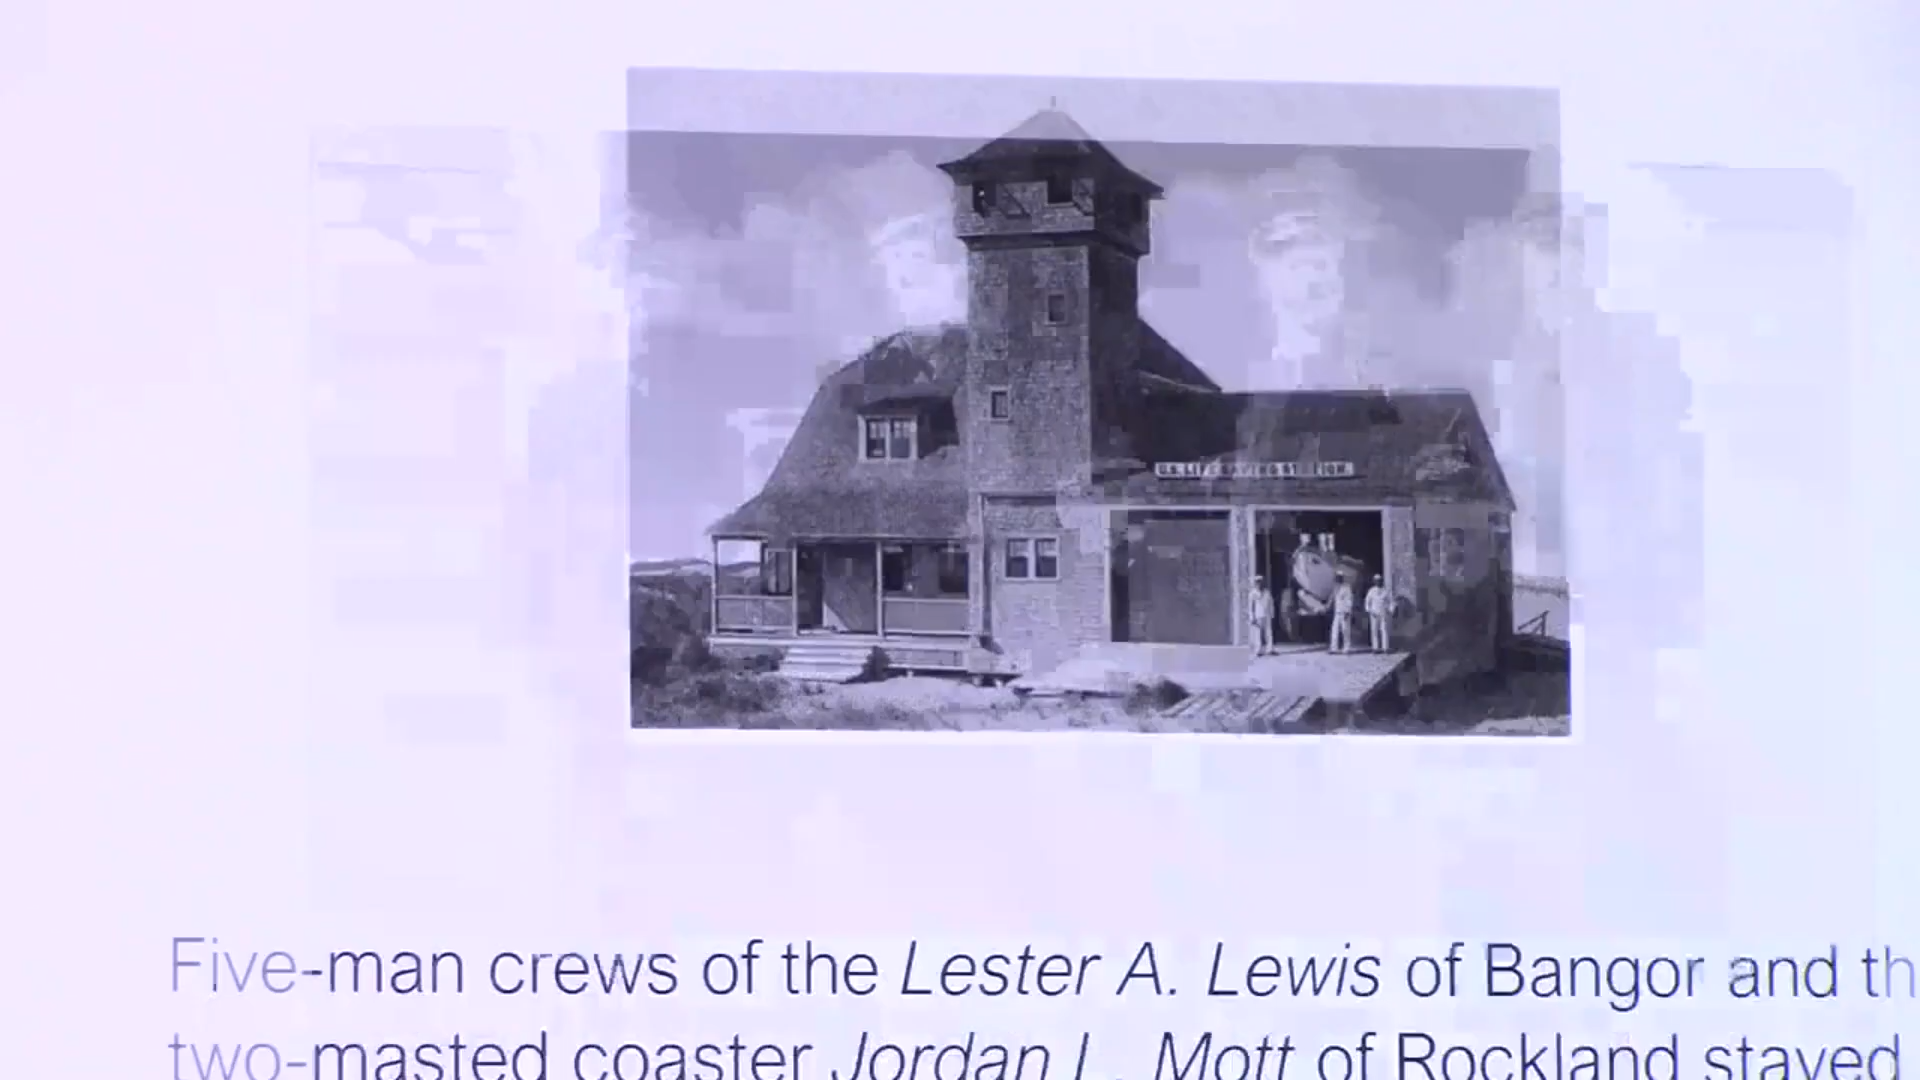 U.S. LIFE SAVING STATION.
Five-man crews of the Lester A. Lewis of Bangor and th
two-masted coaster Jordan L. Mott of Rockland stayed